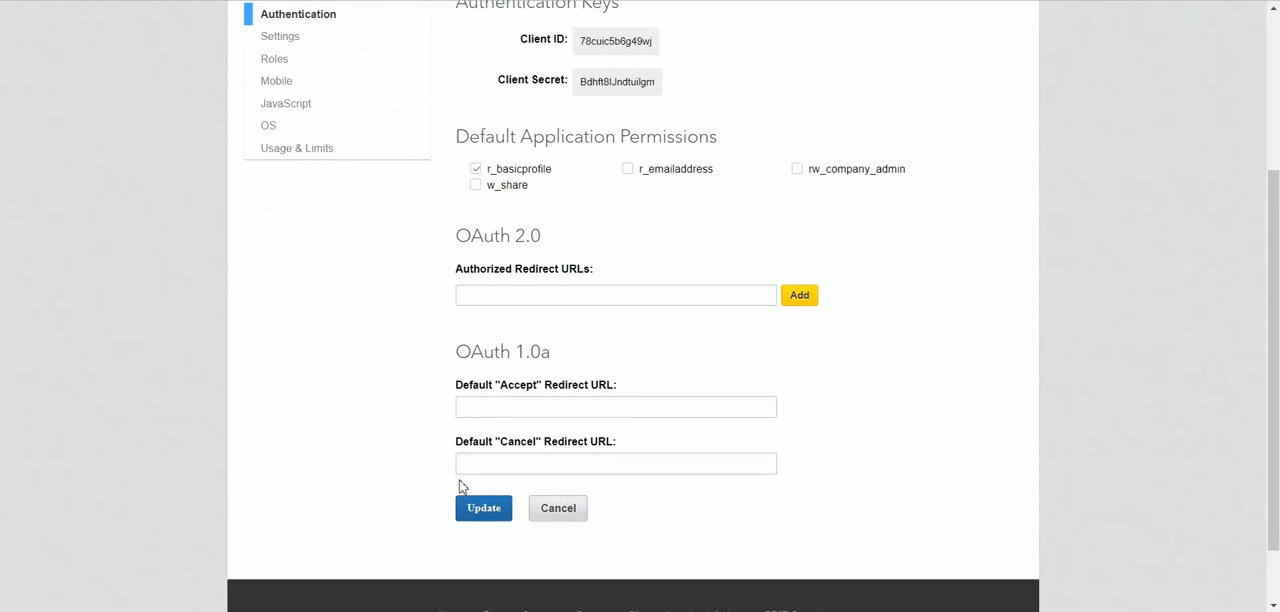 Authentication Keys
Authentication
Settings
Roles
Mobile
JavaScript
OS
Usage & Limits
Client ID: 78cuic5b6g49wj
Client Secret: Bdhft8lJndtuilgm
Default Application Permissions
r_basicprofile r_emailaddress rw_company_admin
w_share
OAuth 2.0
Authorized Redirect URLs:
Add
OAuth 1.0a
Default "Accept" Redirect URL:
Default "Cancel" Redirect URL:
Update Cancel